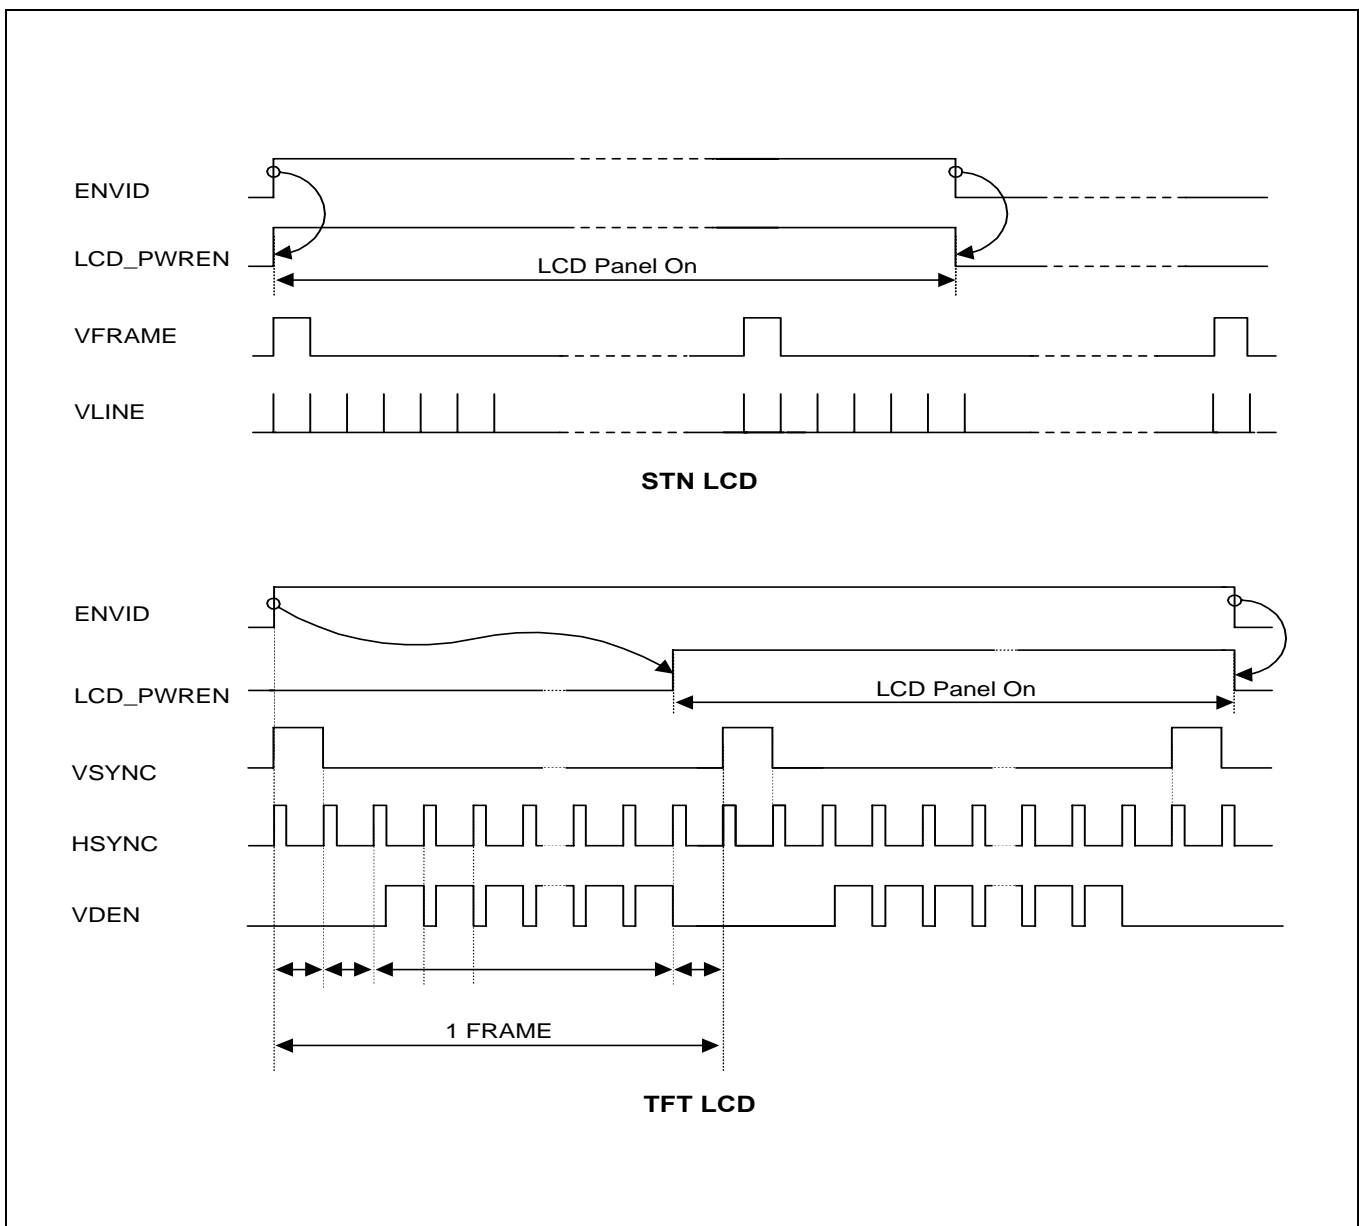 ENVID
LCD_PWREN
LCD Panel On
VFRAME
VLINE
STN LCD
ENVID
LCD_PWREN
LCD Panel On
VSYNC
HSYNC
VDEN
1 FRAME
TFT LCD